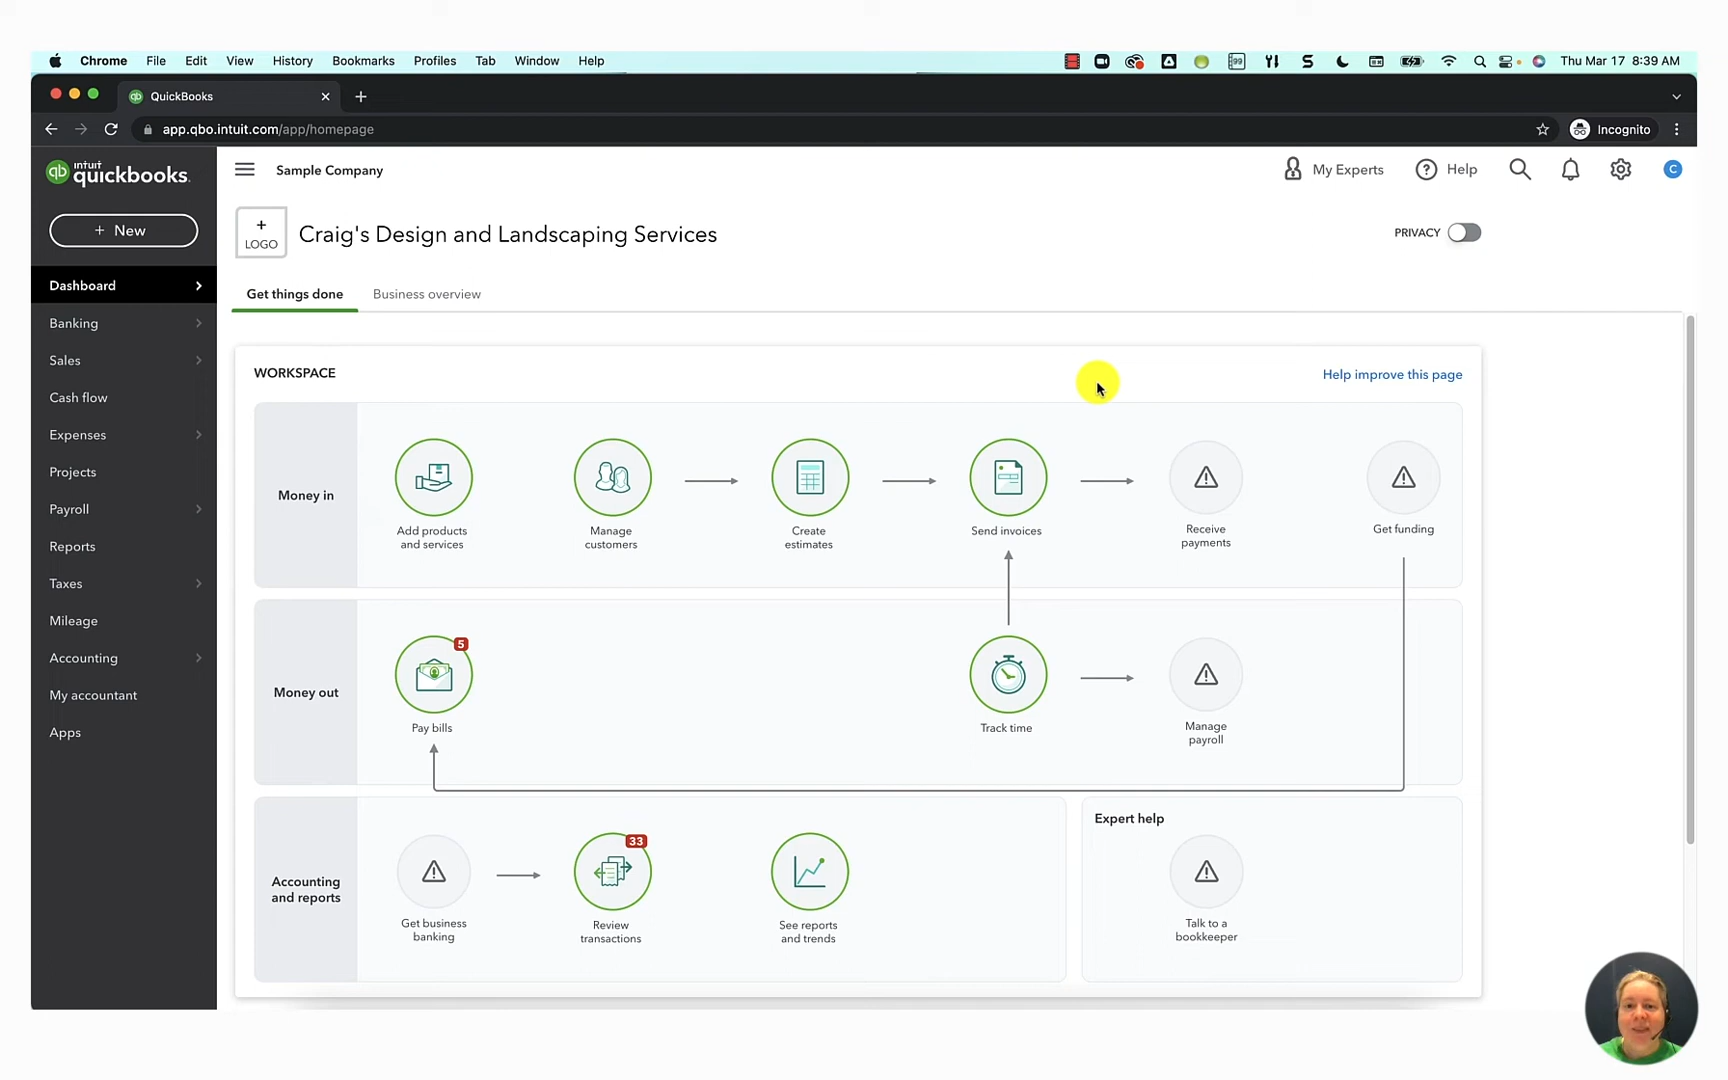 Chrome File Edit View History Bookmarks Profiles Tab Window Help 99 Thu Mar 17 8:39 AM
qb QuickBooks
app.qbo.intuit.com/app/homepage Incognito
intuit quickbooks.
qb
Sample Company My Experts Help C
+ New
+ LOGO
Craig's Design and Landscaping Services
PRIVACY
Dashboard
Banking
Sales
Cash flow
Expenses
Projects
Payroll
Reports
Taxes
Mileage
Accounting
My accountant
Apps
Get things done Business overview
WORKSPACE Help improve this page
Money in
Add products
and services
Manage
customers
Create
estimates
Send invoices
Receive
payments
Get funding
Money out
5
Pay bills
Track time
Manage
payroll
Accounting
and reports
Get business
banking
33
Review
transactions
See reports
and trends
Expert help
Talk to a
bookkeeper